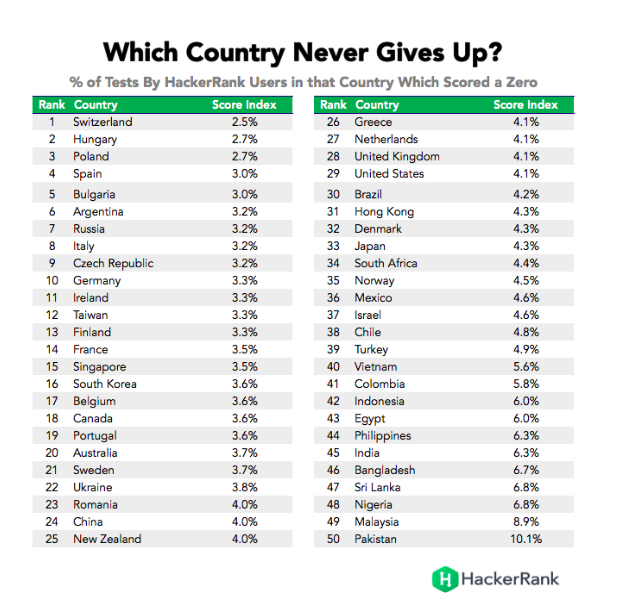 Which Country Never Gives Up?
% of Tests By HackerRank Users in that Country Which Scored a Zero
Rank Country Score Index
1 Switzerland 2.5%
2 Hungary 2.7%
3 Poland 2.7%
4 Spain 3.0%
5 Bulgaria 3.0%
6 Argentina 3.2%
7 Russia 3.2%
8 Italy 3.2%
9 Czech Republic 3.2%
10 Germany 3.3%
11 Ireland 3.3%
12 Taiwan 3.3%
13 Finland 3.3%
14 France 3.5%
15 Singapore 3.5%
16 South Korea 3.6%
17 Belgium 3.6%
18 Canada 3.6%
19 Portugal 3.6%
20 Australia 3.7%
21 Sweden 3.7%
22 Ukraine 3.8%
23 Romania 4.0%
24 China 4.0%
25 New Zealand 4.0%
Rank Country Score Index
26 Greece 4.1%
27 Netherlands 4.1%
28 United Kingdom 4.1%
29 United States 4.1%
30 Brazil 4.2%
31 Hong Kong 4.3%
32 Denmark 4.3%
33 Japan 4.3%
34 South Africa 4.4%
35 Norway 4.5%
36 Mexico 4.6%
37 Israel 4.6%
38 Chile 4.8%
39 Turkey 4.9%
40 Vietnam 5.6%
41 Colombia 5.8%
42 Indonesia 6.0%
43 Egypt 6.0%
44 Philippines 6.3%
45 India 6.3%
46 Bangladesh 6.7%
47 Sri Lanka 6.8%
48 Nigeria 6.8%
49 Malaysia 8.9%
50 Pakistan 10.1%
H HackerRank